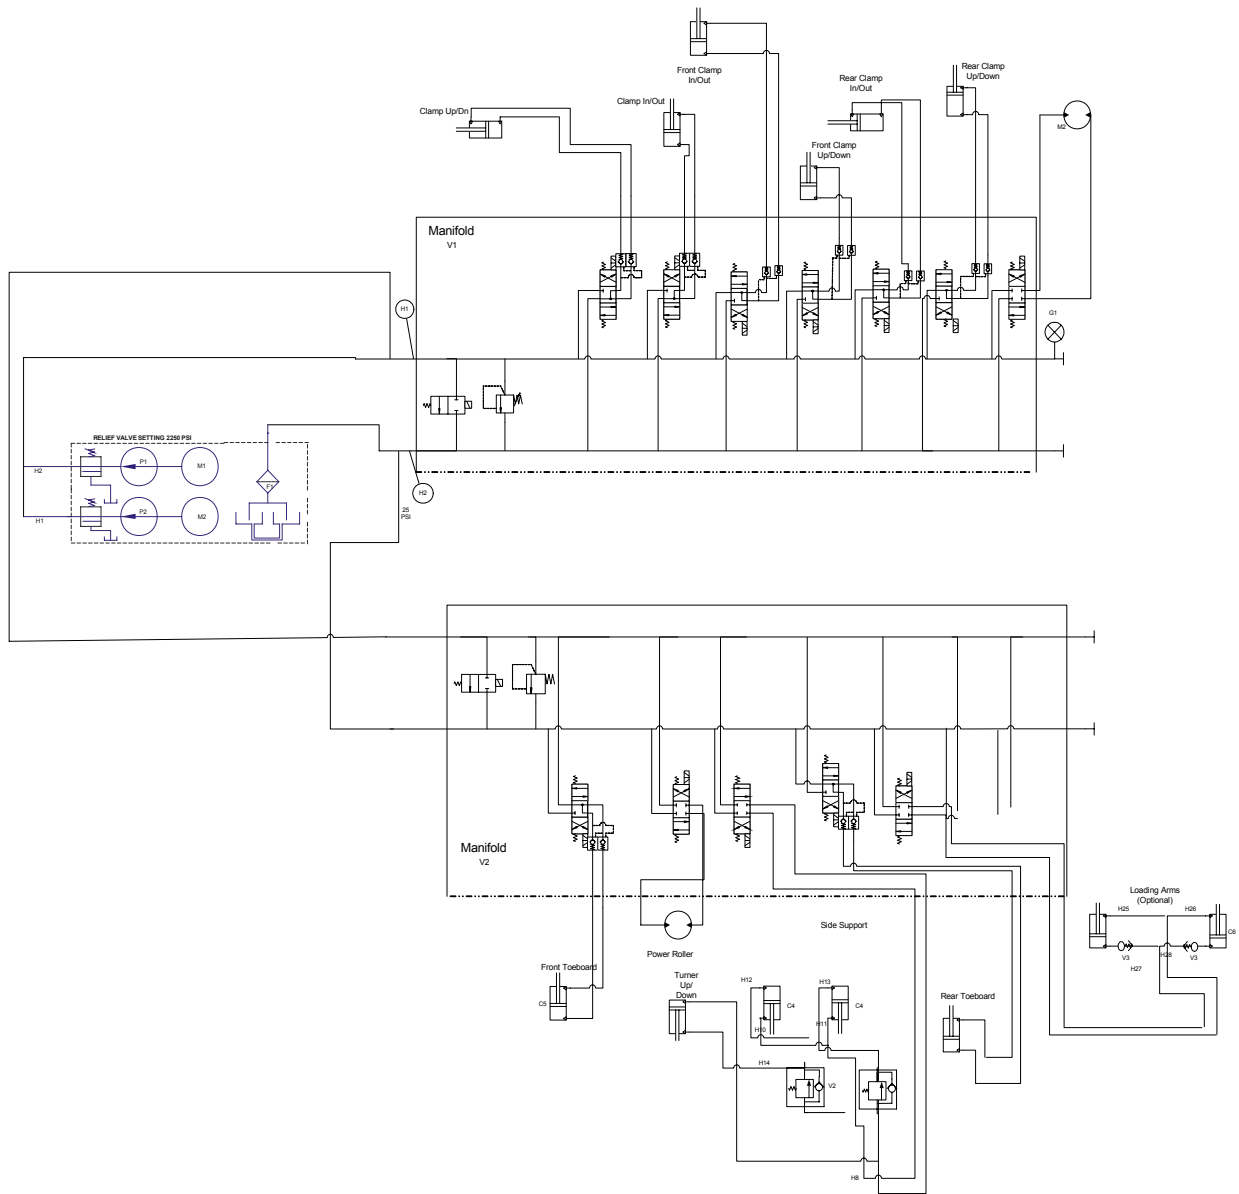 Front Clamp
In/Out
Rear Clamp
Up/Down
Rear Clamp
In/Out
Clamp Up/Dn
Clamp In/Out
M2
Front Clamp
Up/Down
Manifold
V1
H1
G1
RELIEF VALVE SETTING 2250 PSI
P1
M1
H2
F1
H2
P2
M2
H1
25
PSI
Manifold
V2
Loading Arms
(Optional)
H25
H26
C6
V3
H28
V3
H27
Side Support
Power Roller
Front Toeboard
C5
Turner
Up/
Down
H12
H13
C4
C4
H10
H11
Rear Toeboard
H14
V2
H8